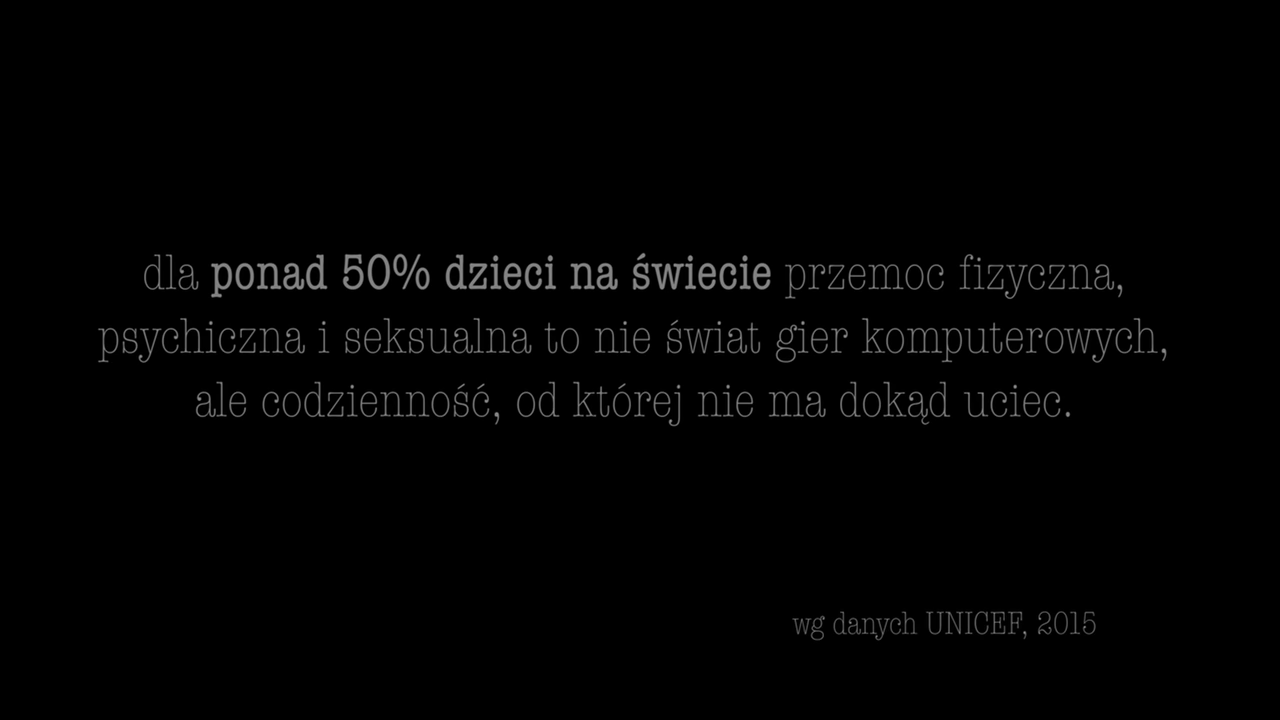 dla ponad 50% dzieci na świecie przemoc fizyczna,
psychiczna i seksualna to nie świat gier komputerowych,
ale codzienność, od której nie ma dokąd uciec.
wg danych UNICEF, 2015